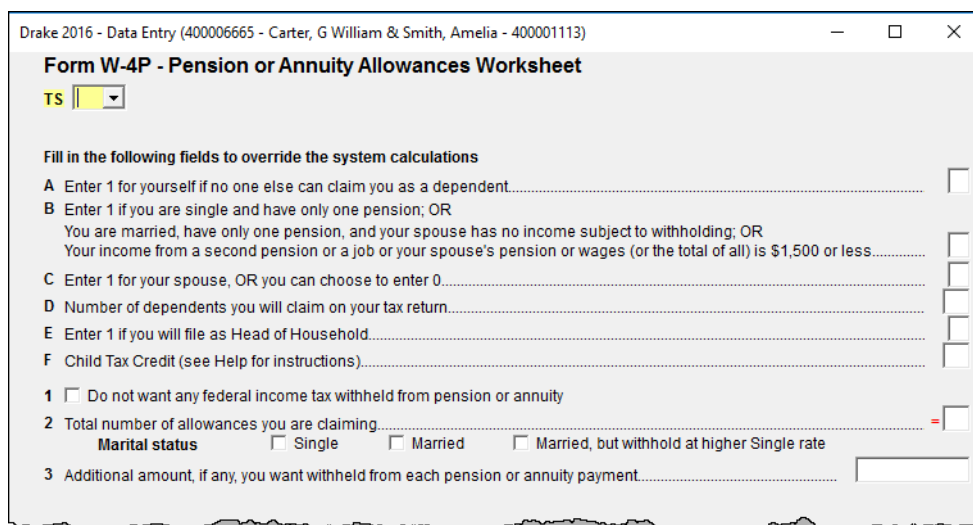 Drake 2016 - Data Entry (400006665 - Carter, G William & Smith, Amelia - 400001113)
Form W-4P - Pension or Annuity Allowances Worksheet
TS
Fill in the following fields to override the system calculations
A Enter 1 for yourself if no one else can claim you as a dependent
B Enter 1 if you are single and have only one pension; OR
You are married, have only one pension, and your spouse has no income subject to withholding; OR
Your income from a second pension or a job or your spouse's pension or wages (or the total of all) is $1,500 or less
C Enter 1 for your spouse, OR you can choose to enter 0
D Number of dependents you will claim on your tax return
E Enter 1 if you will file as Head of Household
F Child Tax Credit (see Help for instructions)
1 Do not want any federal income tax withheld from pension or annuity
2 Total number of allowances you are claiming =
Marital status Single Married Married, but withhold at higher Single rate
3 Additional amount, if any, you want withheld from each pension or annuity payment